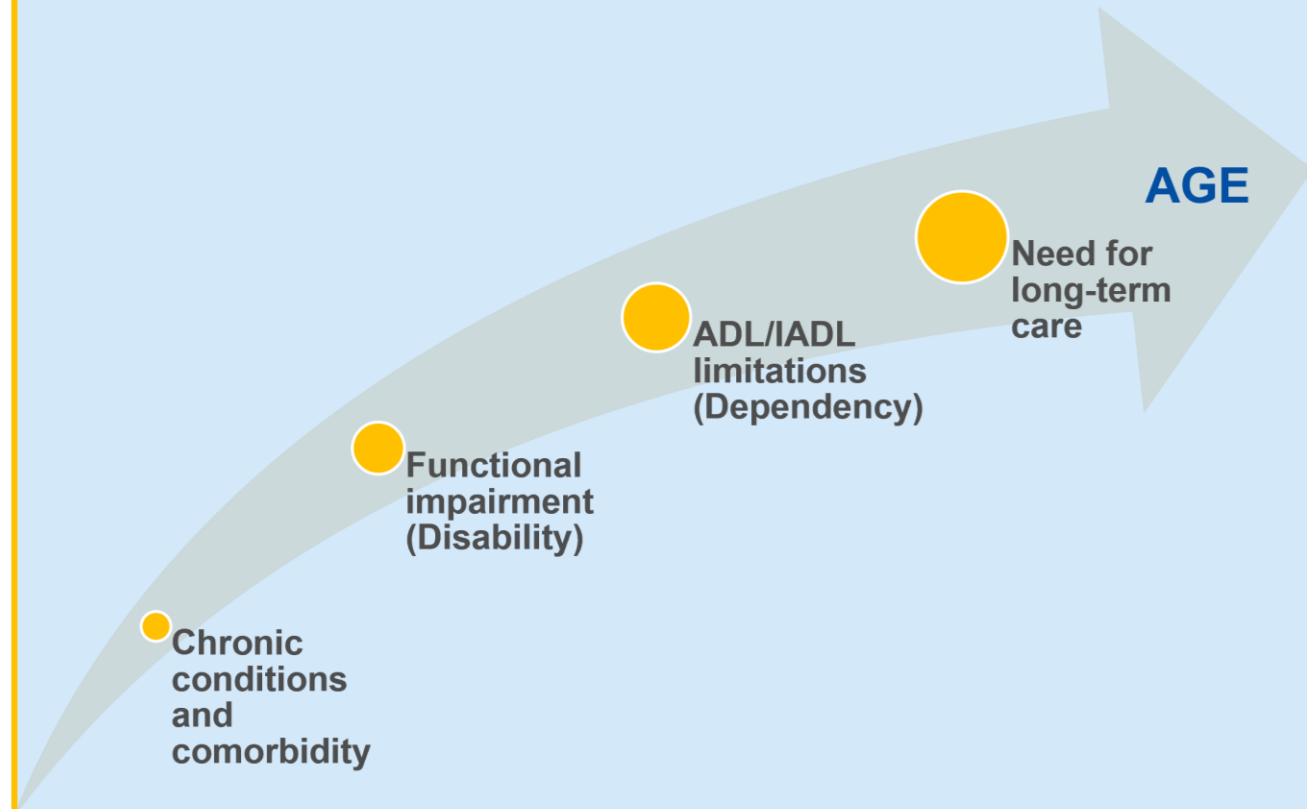 AGE
Need for
long-term
care
ADL/IADL
limitations
(Dependency)
Functional
impairment
(Disability)
Chronic
conditions
and
comorbidity